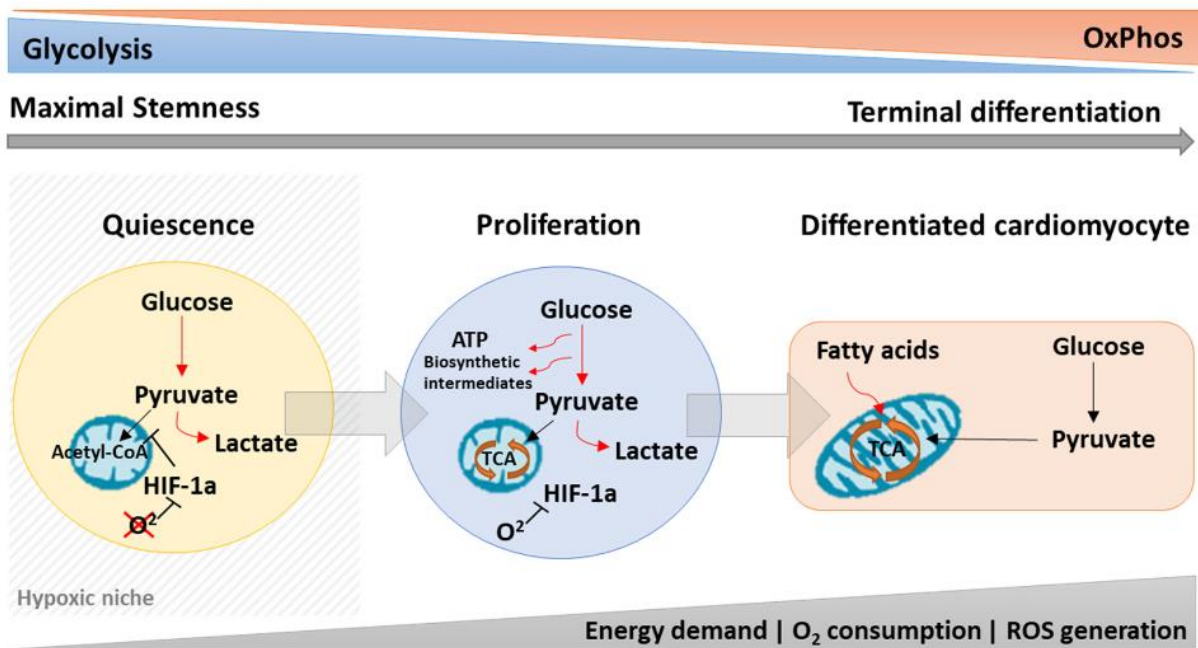 OxPhos
Glycolysis
Maximal Stemness
Terminal differentiation
Quiescence
Glucose
Pyruvate
Lactate
Acetyl-CoA
HIF-1a
O²
Hypoxic niche
Proliferation
Glucose
ATP
Biosynthetic
intermediates
Pyruvate
Lactate
TCA
HIF-1a
O²
Differentiated cardiomyocyte
Fatty acids
Glucose
TCA
Pyruvate
Energy demand | O₂ consumption | ROS generation